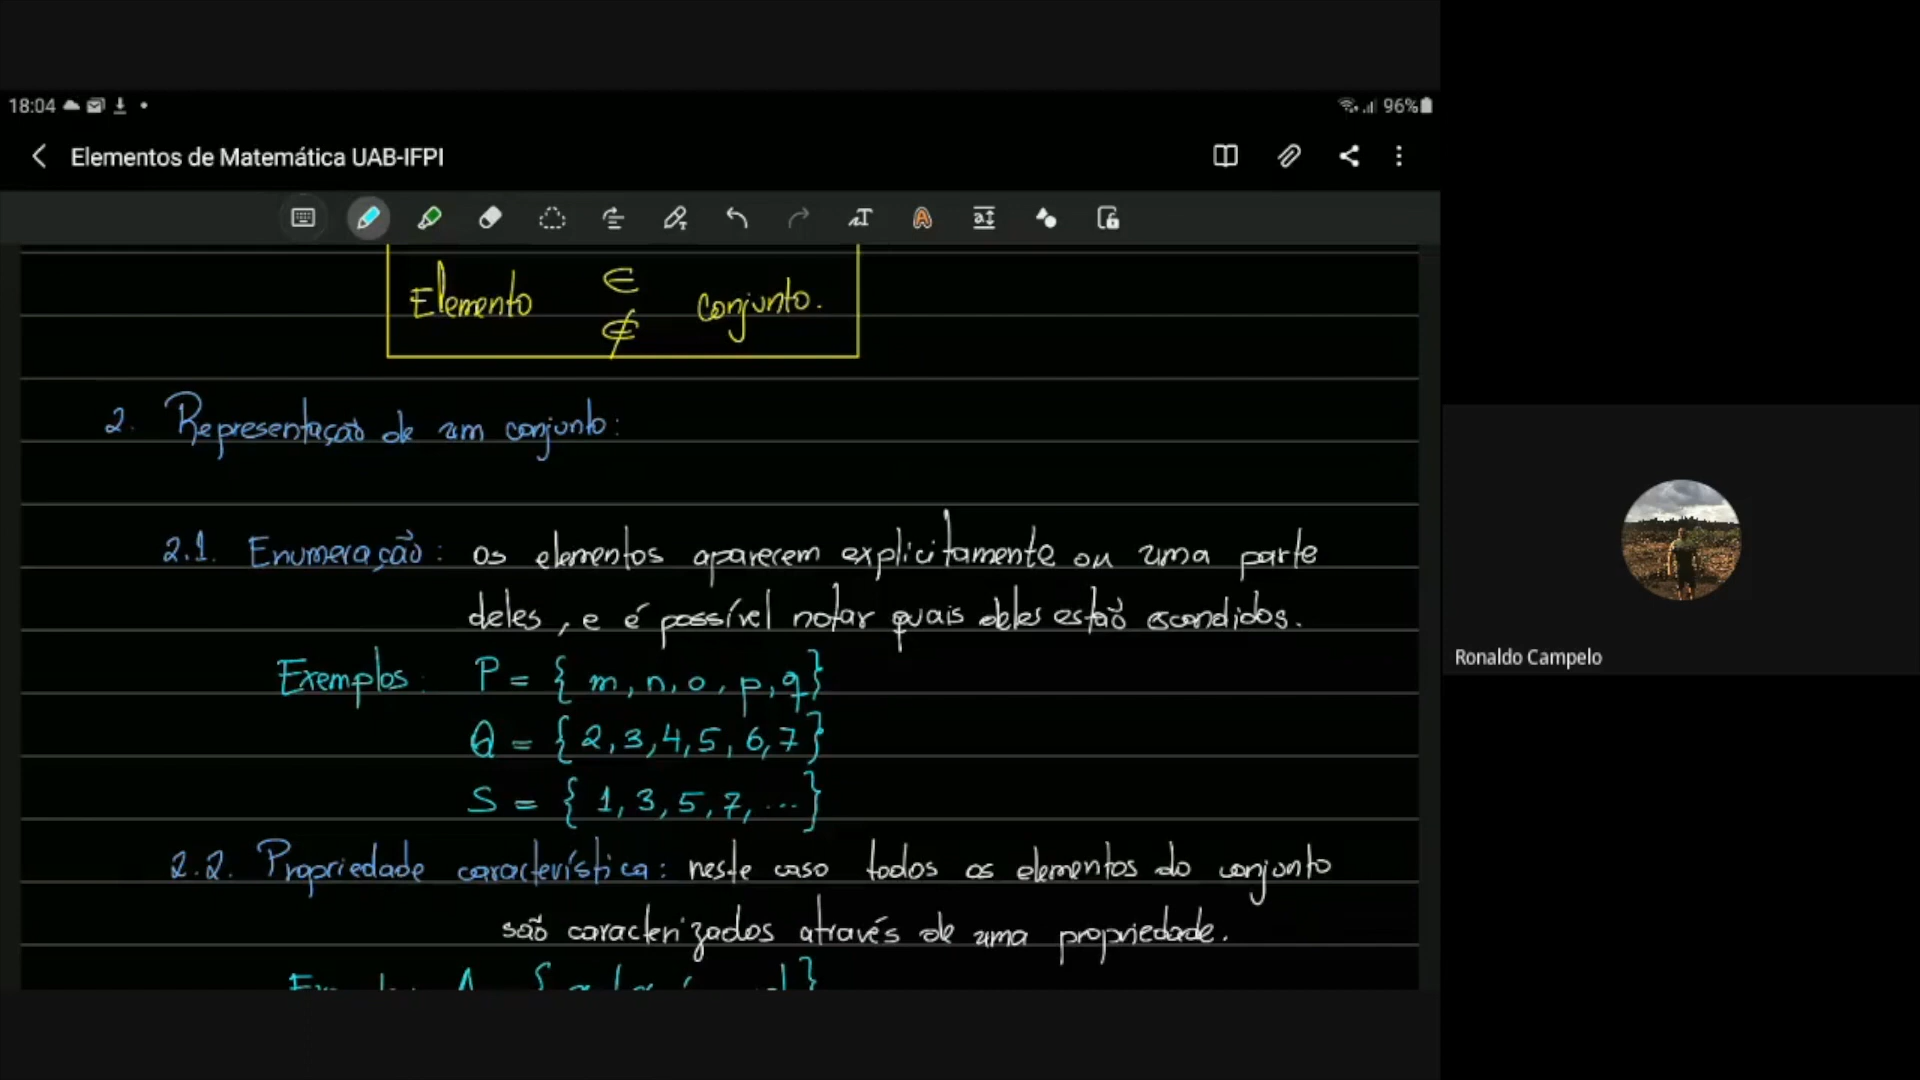 18:04
96%
Elementos de Matemática UAB-IFPI
Elemento ∈ conjunto.
∉
2. Representação de um conjunto:
2.1. Enumeração: os elementos aparecem explicitamente ou uma parte
deles, e é possível notar quais deles estão escondidos.
Exemplos: P = { m, n, o, p, q}
Q = { 2, 3, 4, 5, 6, 7 }
S = { 1, 3, 5, 7, ... }
2.2. Propriedade característica: neste caso todos os elementos do conjunto
são caracterizados através de uma propriedade.
Ronaldo Campelo